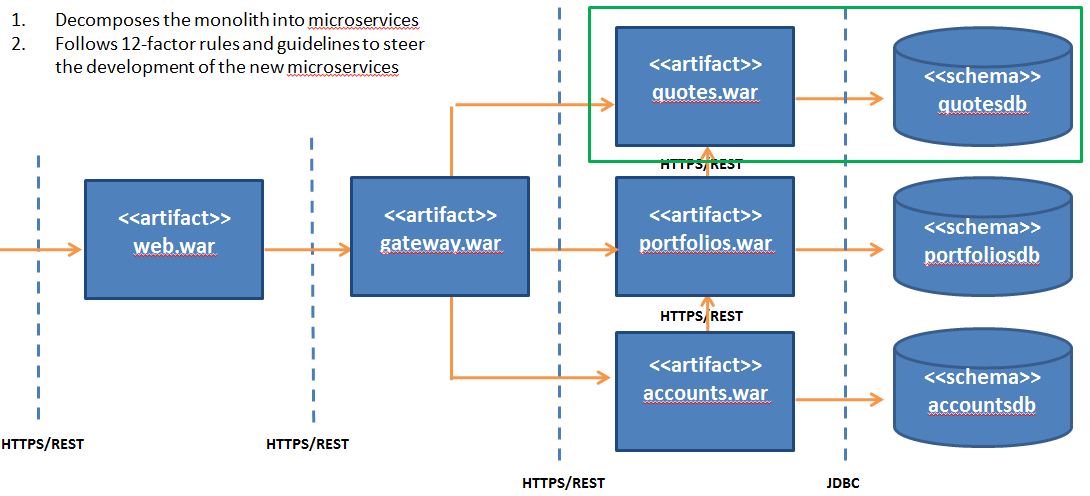 1. Decomposes the monolith into microservices
2. Follows 12-factor rules and guidelines to steer
the development of the new microservices
<<artifact>>
quotes.war
<<schema>>
quotesdb
HTTPS/REST
<<artifact>>
web.war
<<artifact>>
gateway.war
<<artifact>>
portfolios.war
<<schema>>
portfoliosdb
HTTPS/REST
<<artifact>>
accounts.war
<<schema>>
accountsdb
HTTPS/REST
HTTPS/REST
HTTPS/REST
JDBC